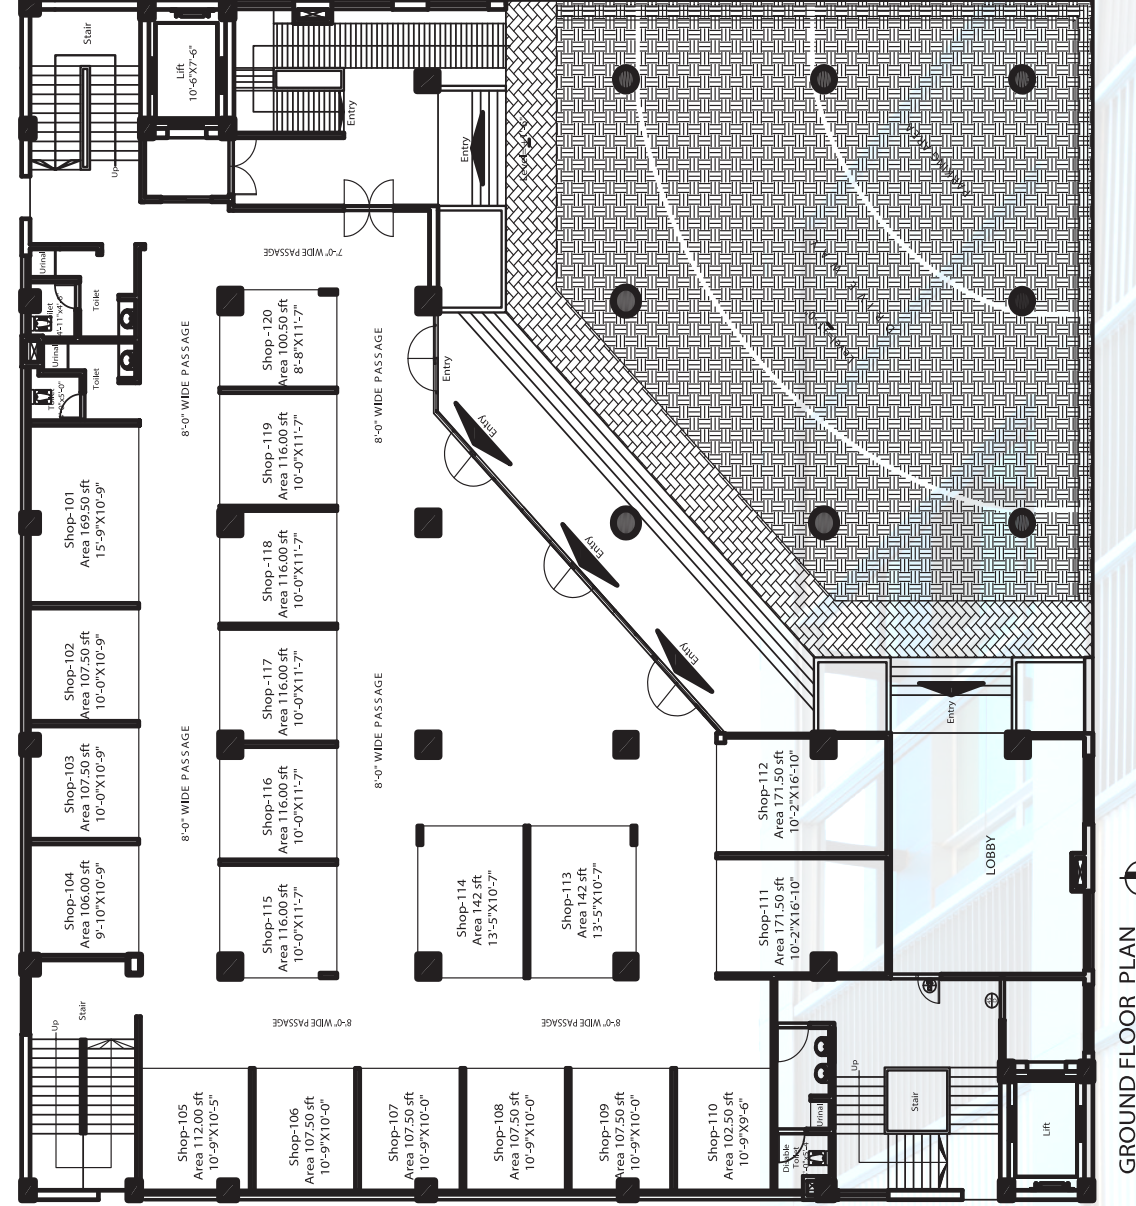 Stair
Up
Lift
10'-6"X7'-6"
Entry
Entry
PARKING AREA
DRIVE WAY
7'-0" WIDE PASSAGE
Urinal
Toilet
Urinal
Toilet
8'-0" WIDE PASSAGE
8'-0" WIDE PASSAGE
Entry
Entry
Entry
Entry
Shop -120
Area 100.50 sft
8'-8"X11'-7"
Shop -119
Area 116.00 sft
10'-0"X11'-7"
Shop -118
Area 116.00 sft
10'-0"X11'-7"
Shop -117
Area 116.00 sft
10'-0"X11'-7"
Shop-116
Area 116.00 sft
10'-0"X11'-7"
Shop-115
Area 116.00 sft
10'-0"X11'-7"
Shop-101
Area 169.50 sft
15'-9"X10'-9"
Shop-102
Area 107.50 sft
10'-0"X10'-9"
Shop-103
Area 107.50 sft
10'-0"X10'-9"
Shop-104
Area 106.00 sft
9'-10"X10'-9"
8'-0" WIDE PASSAGE
8'-0" WIDE PASSAGE
Shop-114
Area 142 sft
13'-5"X10'-7"
Shop-113
Area 142 sft
13'-5"X10'-7"
Shop-112
Area 171.50 sft
10'-2"X16'-10"
Shop-111
Area 171.50 sft
10'-2"X16'-10"
Entry
LOBBY
Up
Stair
8'-0" WIDE PASSAGE
8'-0" WIDE PASSAGE
Shop-105
Area 112.00 sft
10'-9"X10'-5"
Shop-106
Area 107.50 sft
10'-9"X10'-0"
Shop-107
Area 107.50 sft
10'-9"X10'-0"
Shop-108
Area 107.50 sft
10'-9"X10'-0"
Shop-109
Area 107.50 sft
10'-9"X10'-0"
Shop-110
Area 102.50 sft
10'-9"X9'-6"
Urinal
Disable
Toilet
Up
Stair
Lift
GROUND FLOOR PLAN